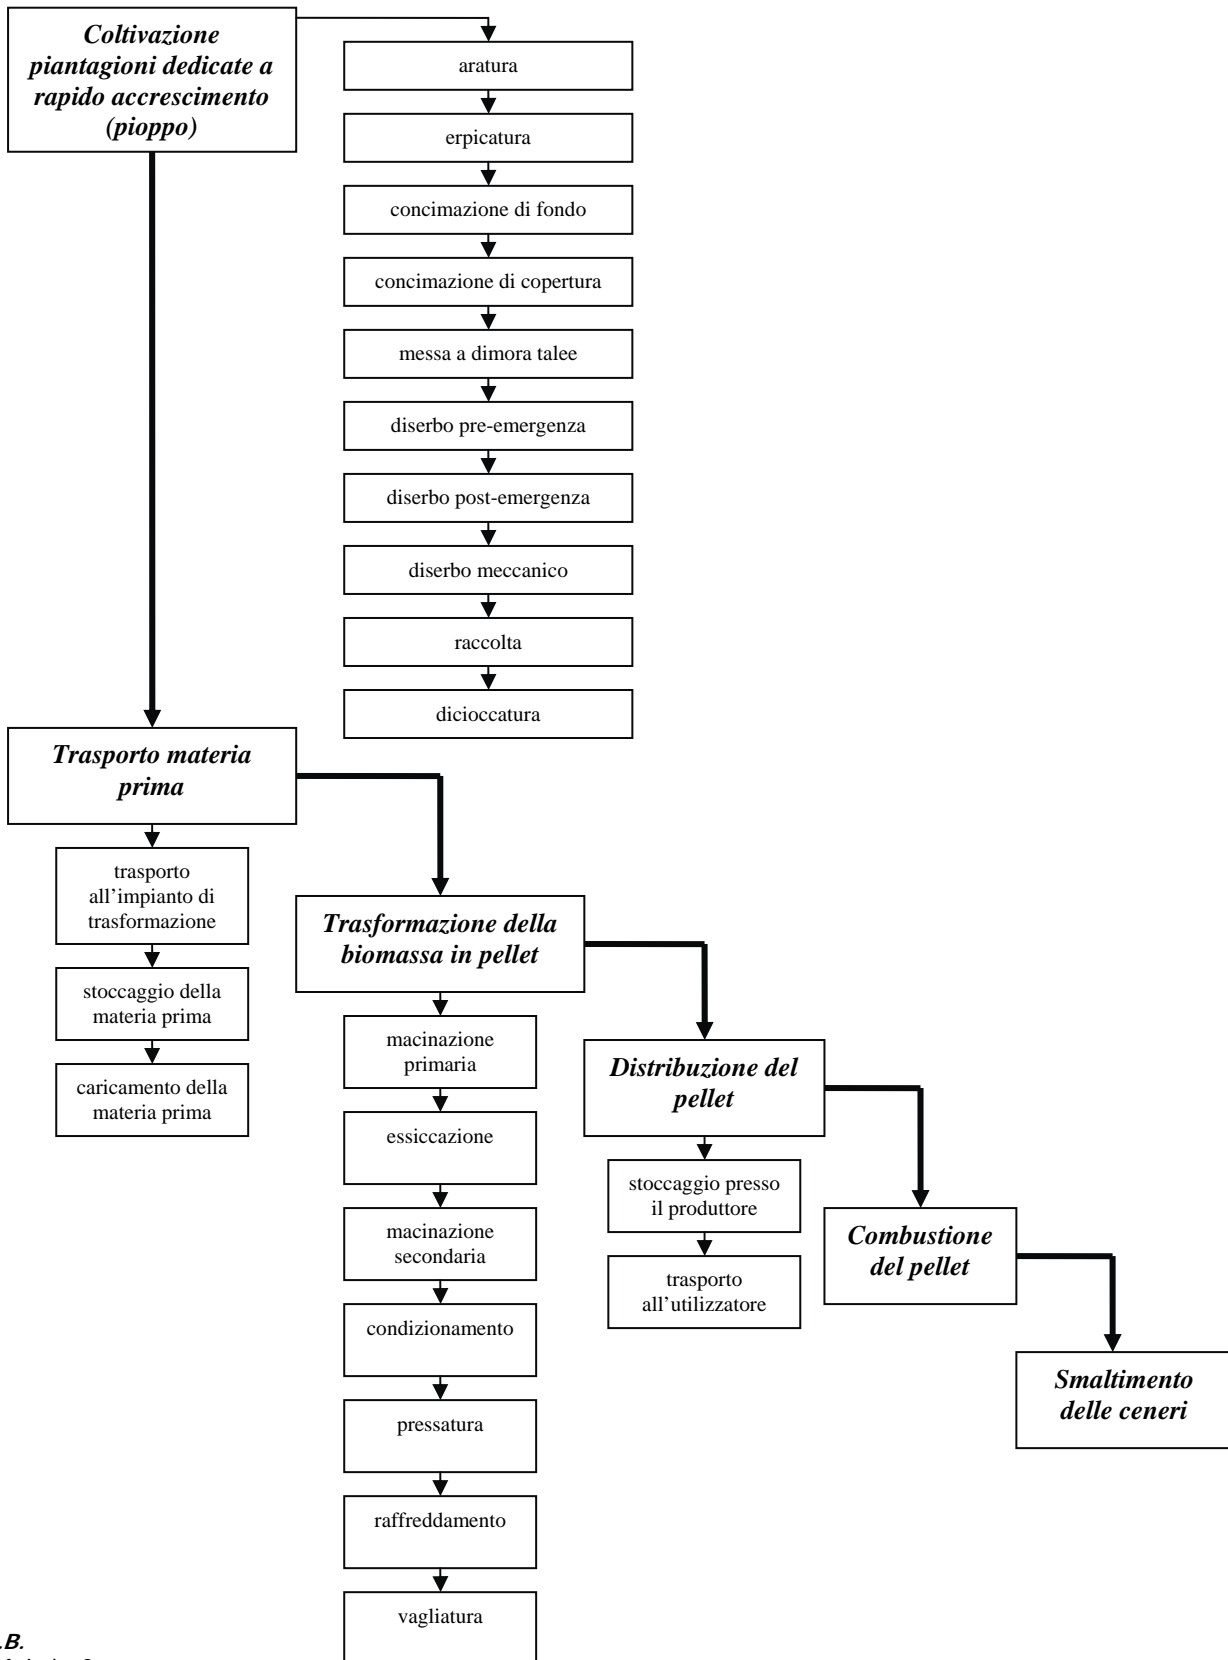 Coltivazione
piantagioni dedicate a
rapido accrescimento
(pioppo)
aratura
erpicatura
concimazione di fondo
concimazione di copertura
messa a dimora talee
diserbo pre-emergenza
diserbo post-emergenza
diserbo meccanico
raccolta
dicioccatura
Trasporto materia
prima
trasporto
all’impianto di
trasformazione
stoccaggio della
materia prima
caricamento della
materia prima
Trasformazione della
biomassa in pellet
macinazione
primaria
essiccazione
macinazione
secondaria
condizionamento
pressatura
raffreddamento
vagliatura
Distribuzione del
pellet
stoccaggio presso
il produttore
trasporto
all’utilizzatore
Combustione
del pellet
Smaltimento
delle ceneri
.B.